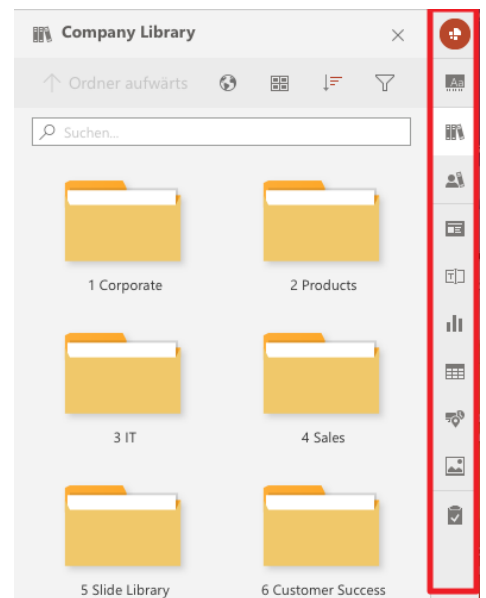 Company Library
Ordner aufwärts
Suchen...
1 Corporate
2 Products
3 IT
4 Sales
5 Slide Library
6 Customer Success
Aa
T